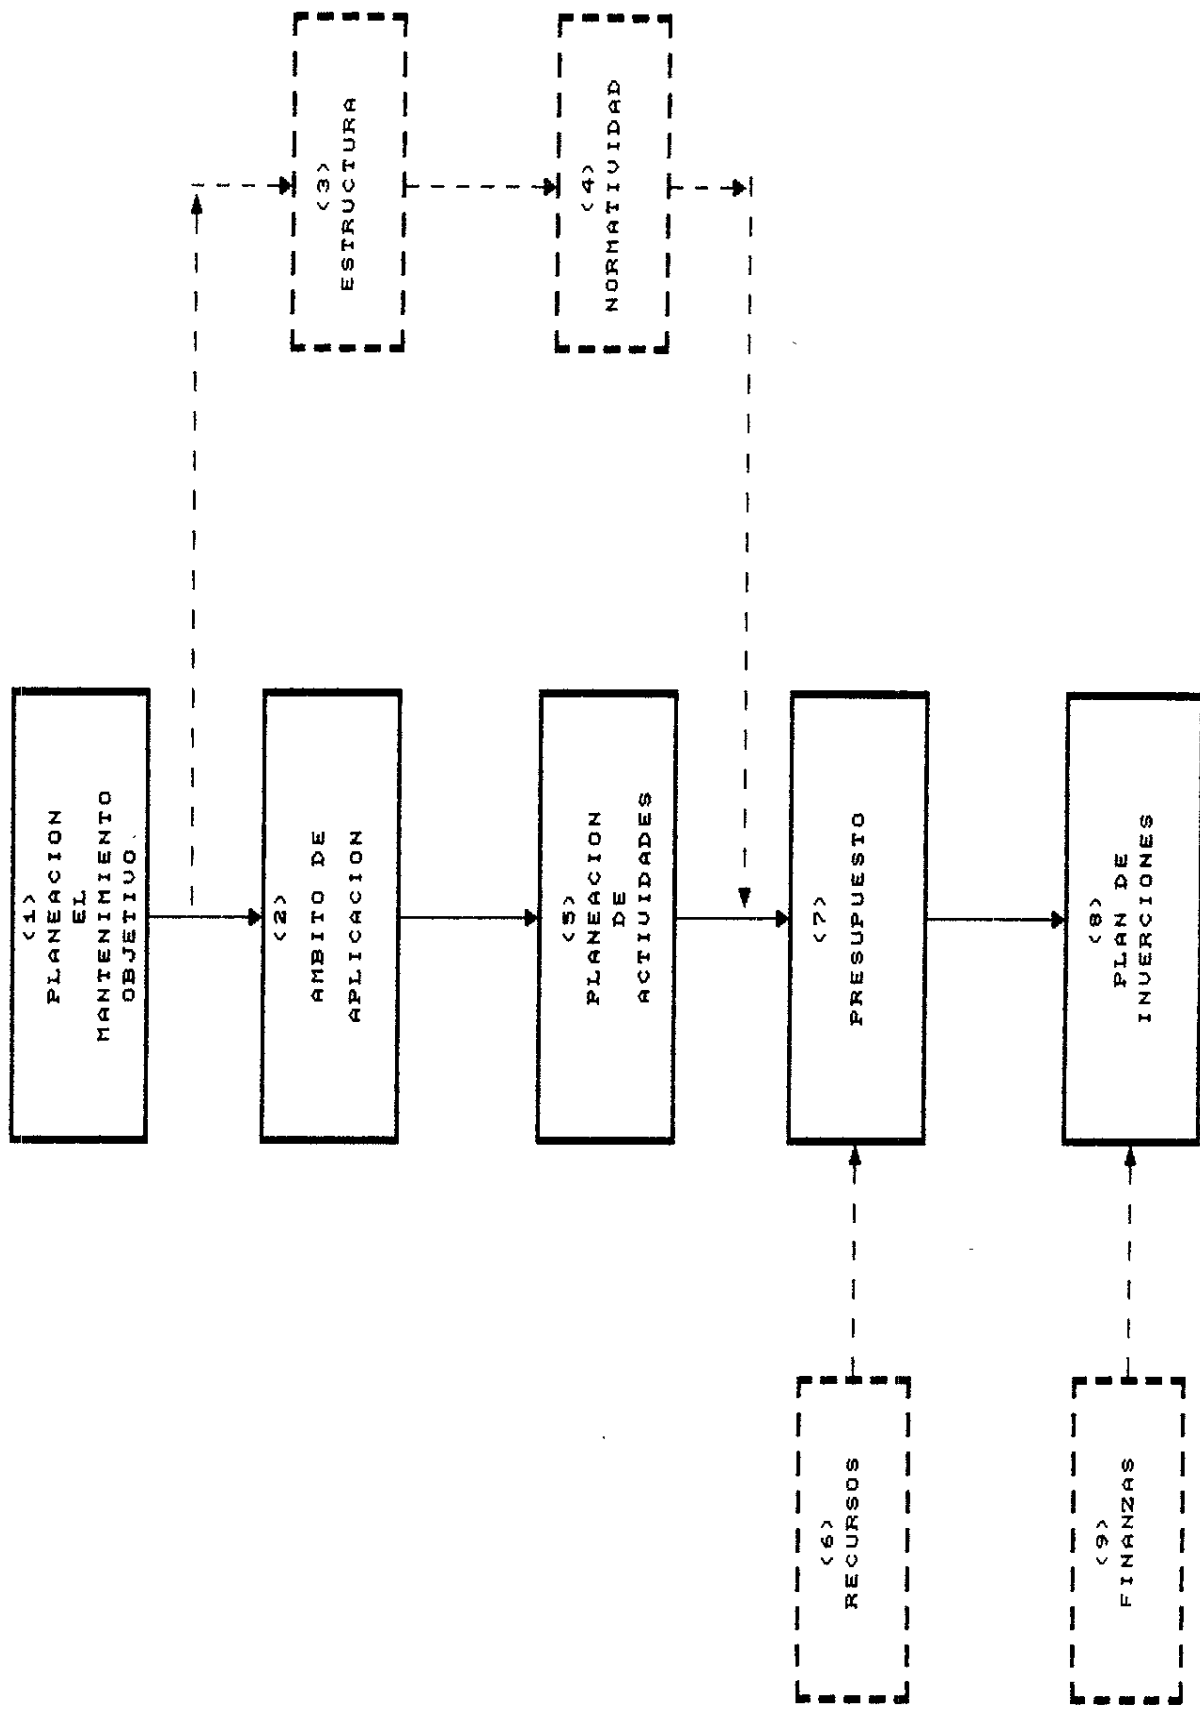 (1)
PLANEACION
EL
MANTENIMIENTO
OBJETIVO
(2)
AMBITO DE
APLICACION
(3)
ESTRUCTURA
(4)
NORMATIVIDAD
(5)
PLANEACION
DE
ACTIVIDADES
(6)
RECURSOS
(7)
PRESUPUESTO
(8)
PLAN DE
INVERCIONES
(9)
FINANZAS